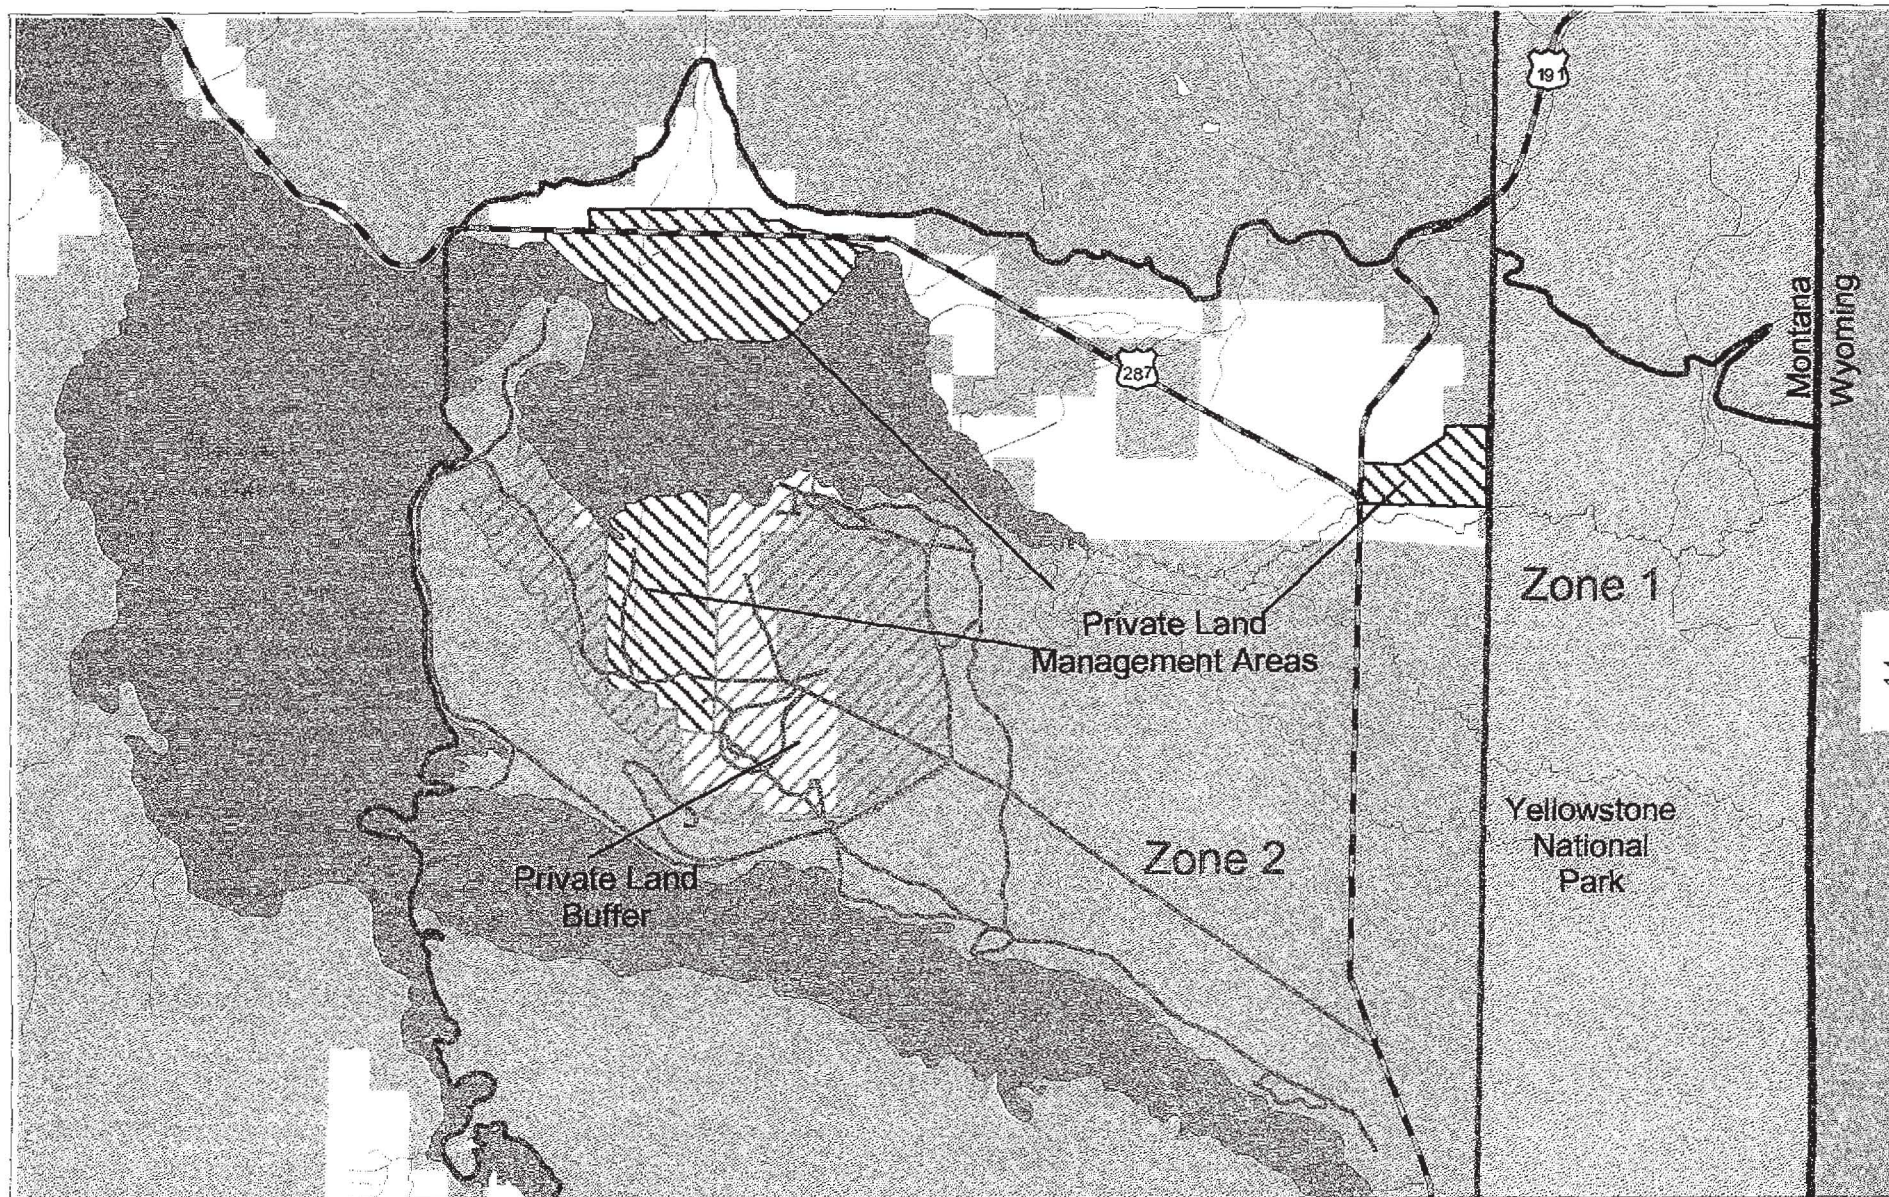 191
Montana
Wyoming
287
Zone 1
Private Land
Management Areas
Yellowstone
National
Park
Zone 2
Private Land
Buffer